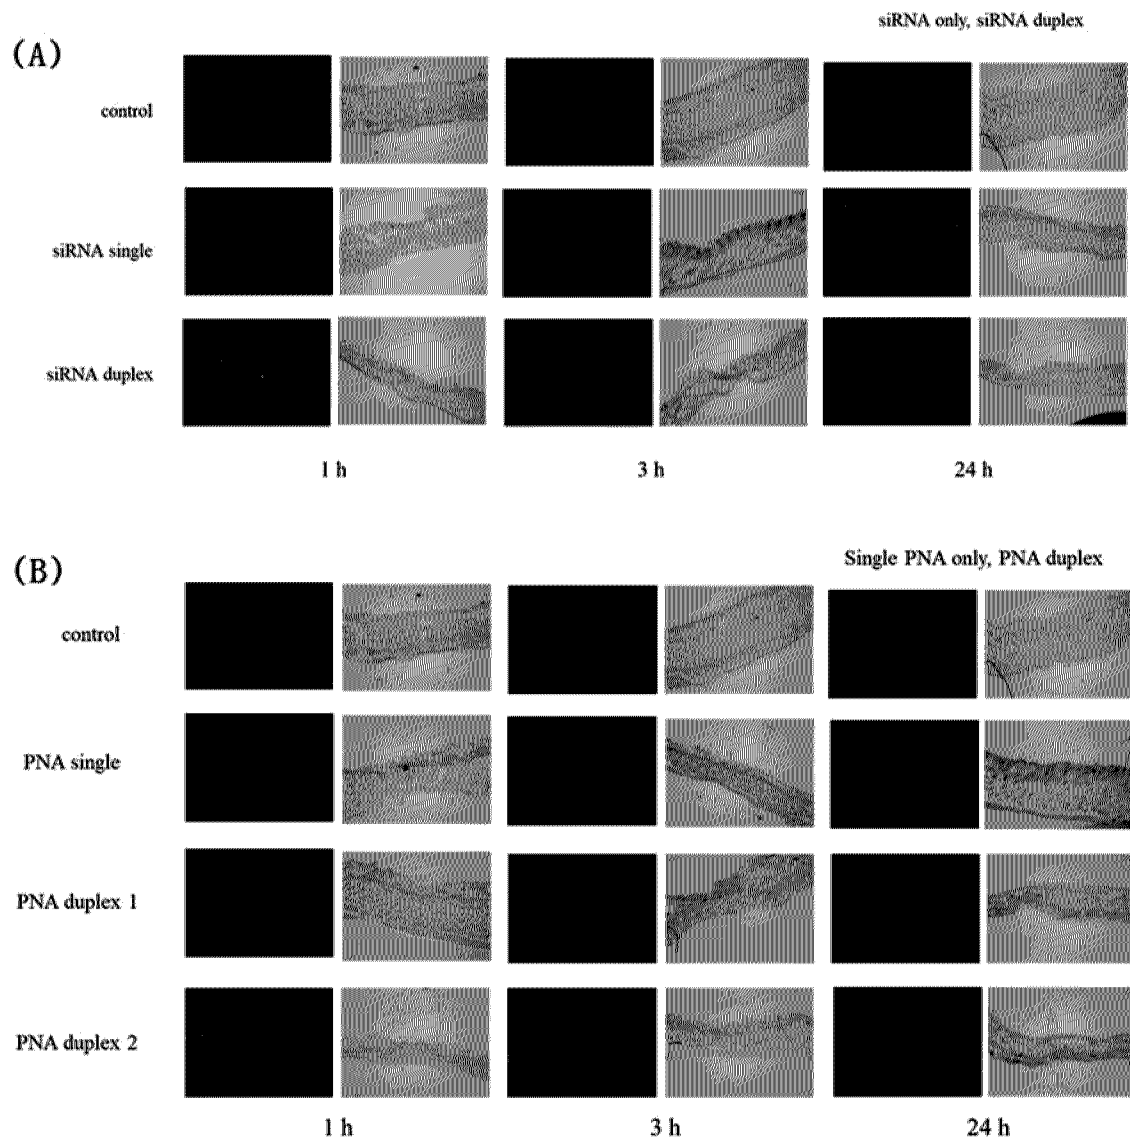 siRNA only, siRNA duplex
(A)
control
siRNA single
siRNA duplex
1 h 3 h 24 h
Single PNA only, PNA duplex
(B)
control
PNA single
PNA duplex 1
PNA duplex 2
1 h 3 h 24 h